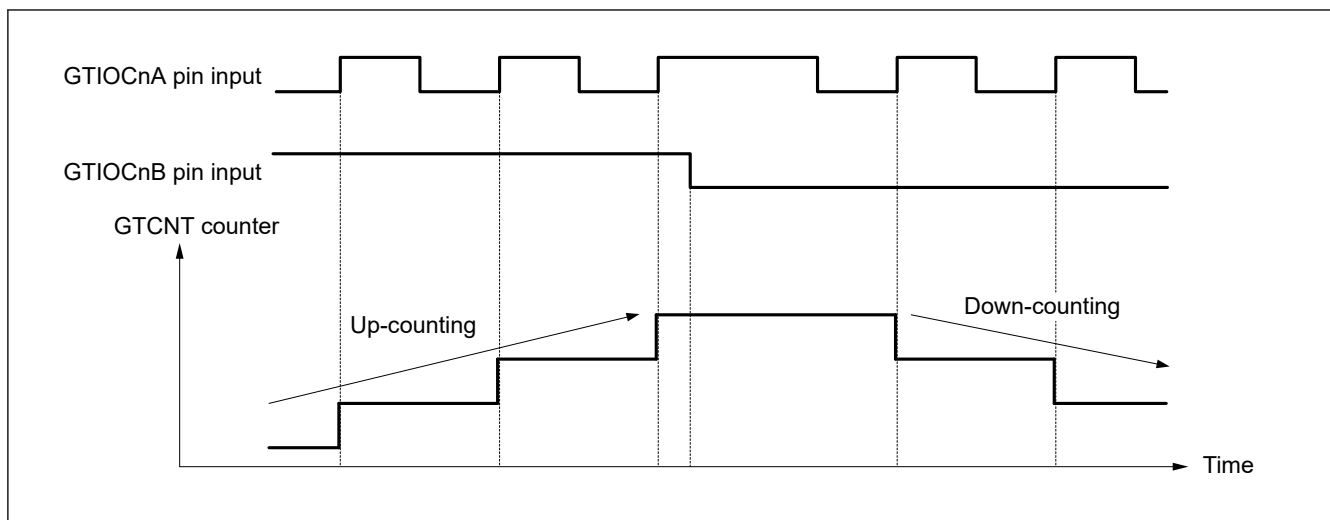 GTIOCnA pin input
GTIOCnB pin input
GTCNT counter
Up-counting
Down-counting
Time